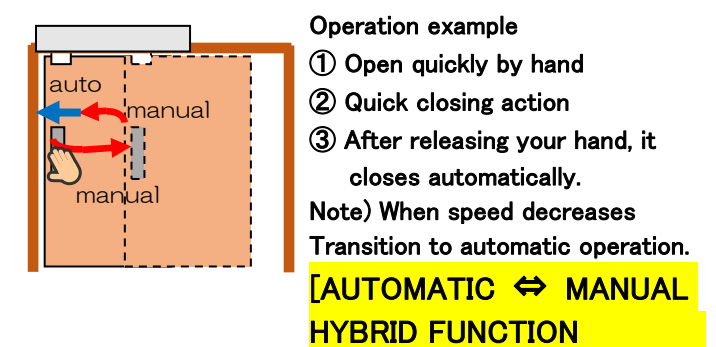 auto
manual
manual
Operation example
① Open quickly by hand
② Quick closing action
③ After releasing your hand, it
closes automatically.
Note) When speed decreases
Transition to automatic operation.
[AUTOMATIC ⇔ MANUAL
HYBRID FUNCTION